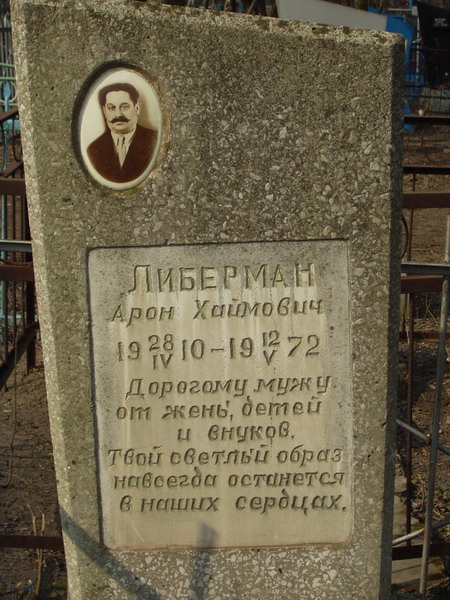 ЛИБЕРМАН
Арон Хаймович
19 28/IV 10 - 19 12/V 72
Дорогому мужу
от жены, детей
и внуков.
Твой светлый образ
навсегда останется
в наших сердцах.